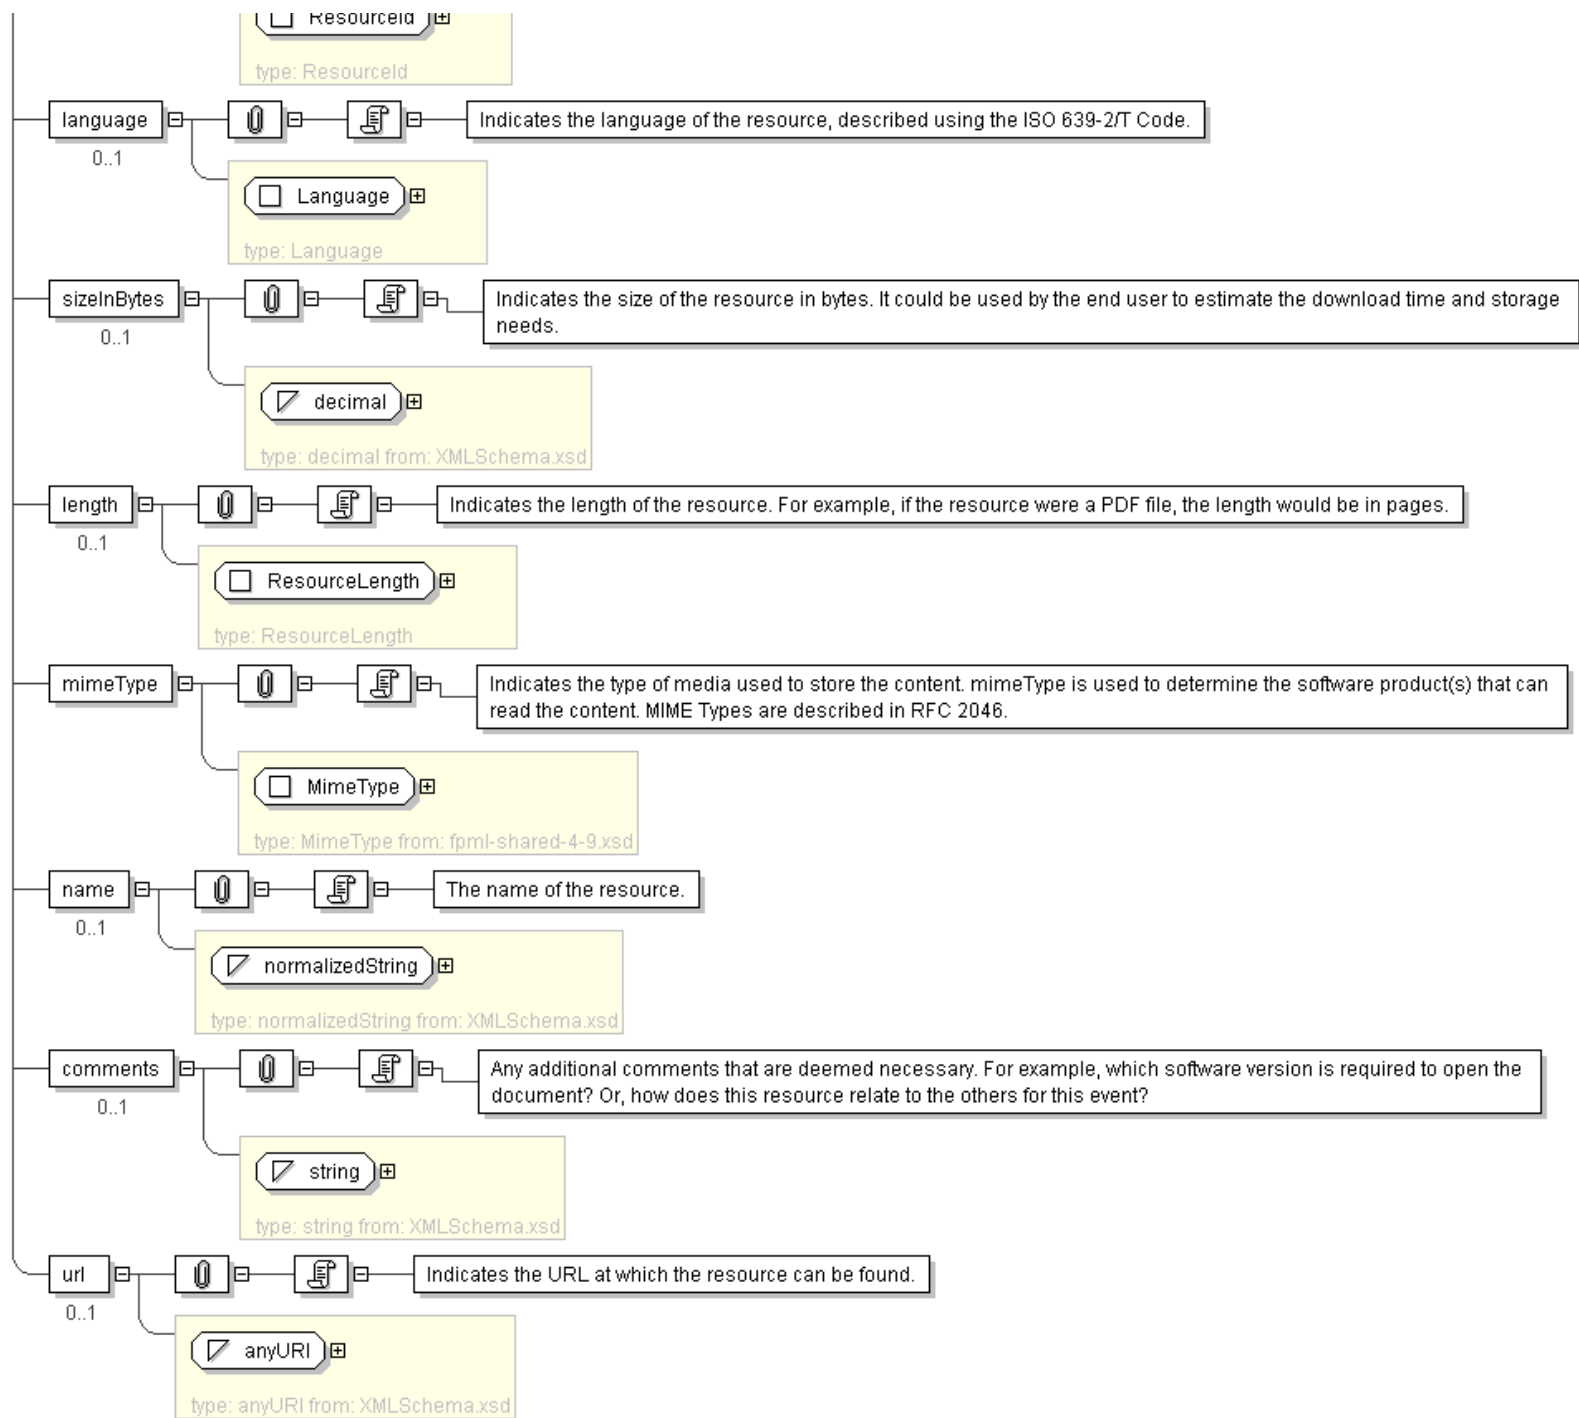 ResourceId
type: ResourceId
language
Indicates the language of the resource, described using the ISO 639-2/T Code.
0..1
Language
type: Language
sizeInBytes
Indicates the size of the resource in bytes. It could be used by the end user to estimate the download time and storage
needs.
0..1
decimal
type: decimal from: XMLSchema.xsd
length
Indicates the length of the resource. For example, if the resource were a PDF file, the length would be in pages.
0..1
ResourceLength
type: ResourceLength
mimeType
Indicates the type of media used to store the content. mimeType is used to determine the software product(s) that can
read the content. MIME Types are described in RFC 2046.
MimeType
type: MimeType from: fpml-shared-4-9.xsd
name
The name of the resource.
0..1
normalizedString
type: normalizedString from: XMLSchema.xsd
comments
Any additional comments that are deemed necessary. For example, which software version is required to open the
document? Or, how does this resource relate to the others for this event?
0..1
string
type: string from: XMLSchema.xsd
url
Indicates the URL at which the resource can be found.
0..1
anyURI
type: anyURI from: XMLSchema.xsd